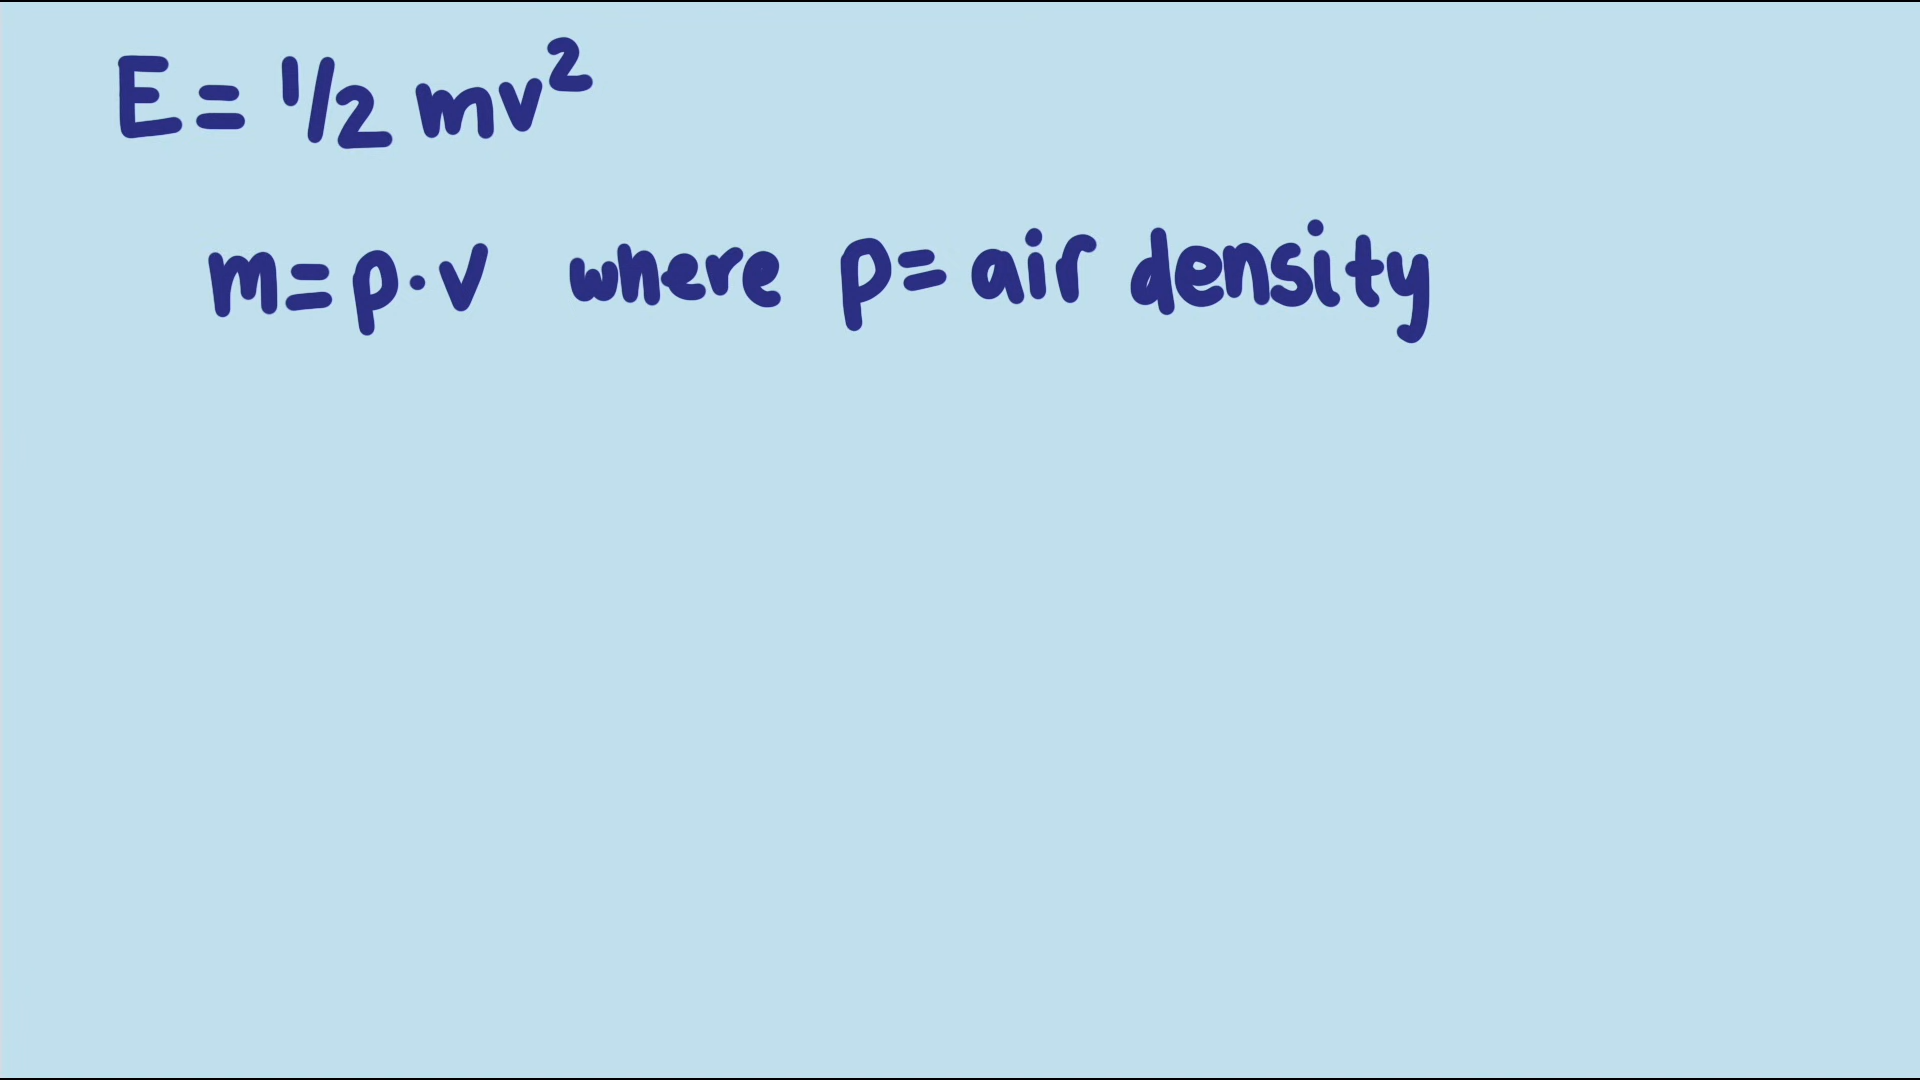 E = 1/2 mv²
m = p · v where p = air density